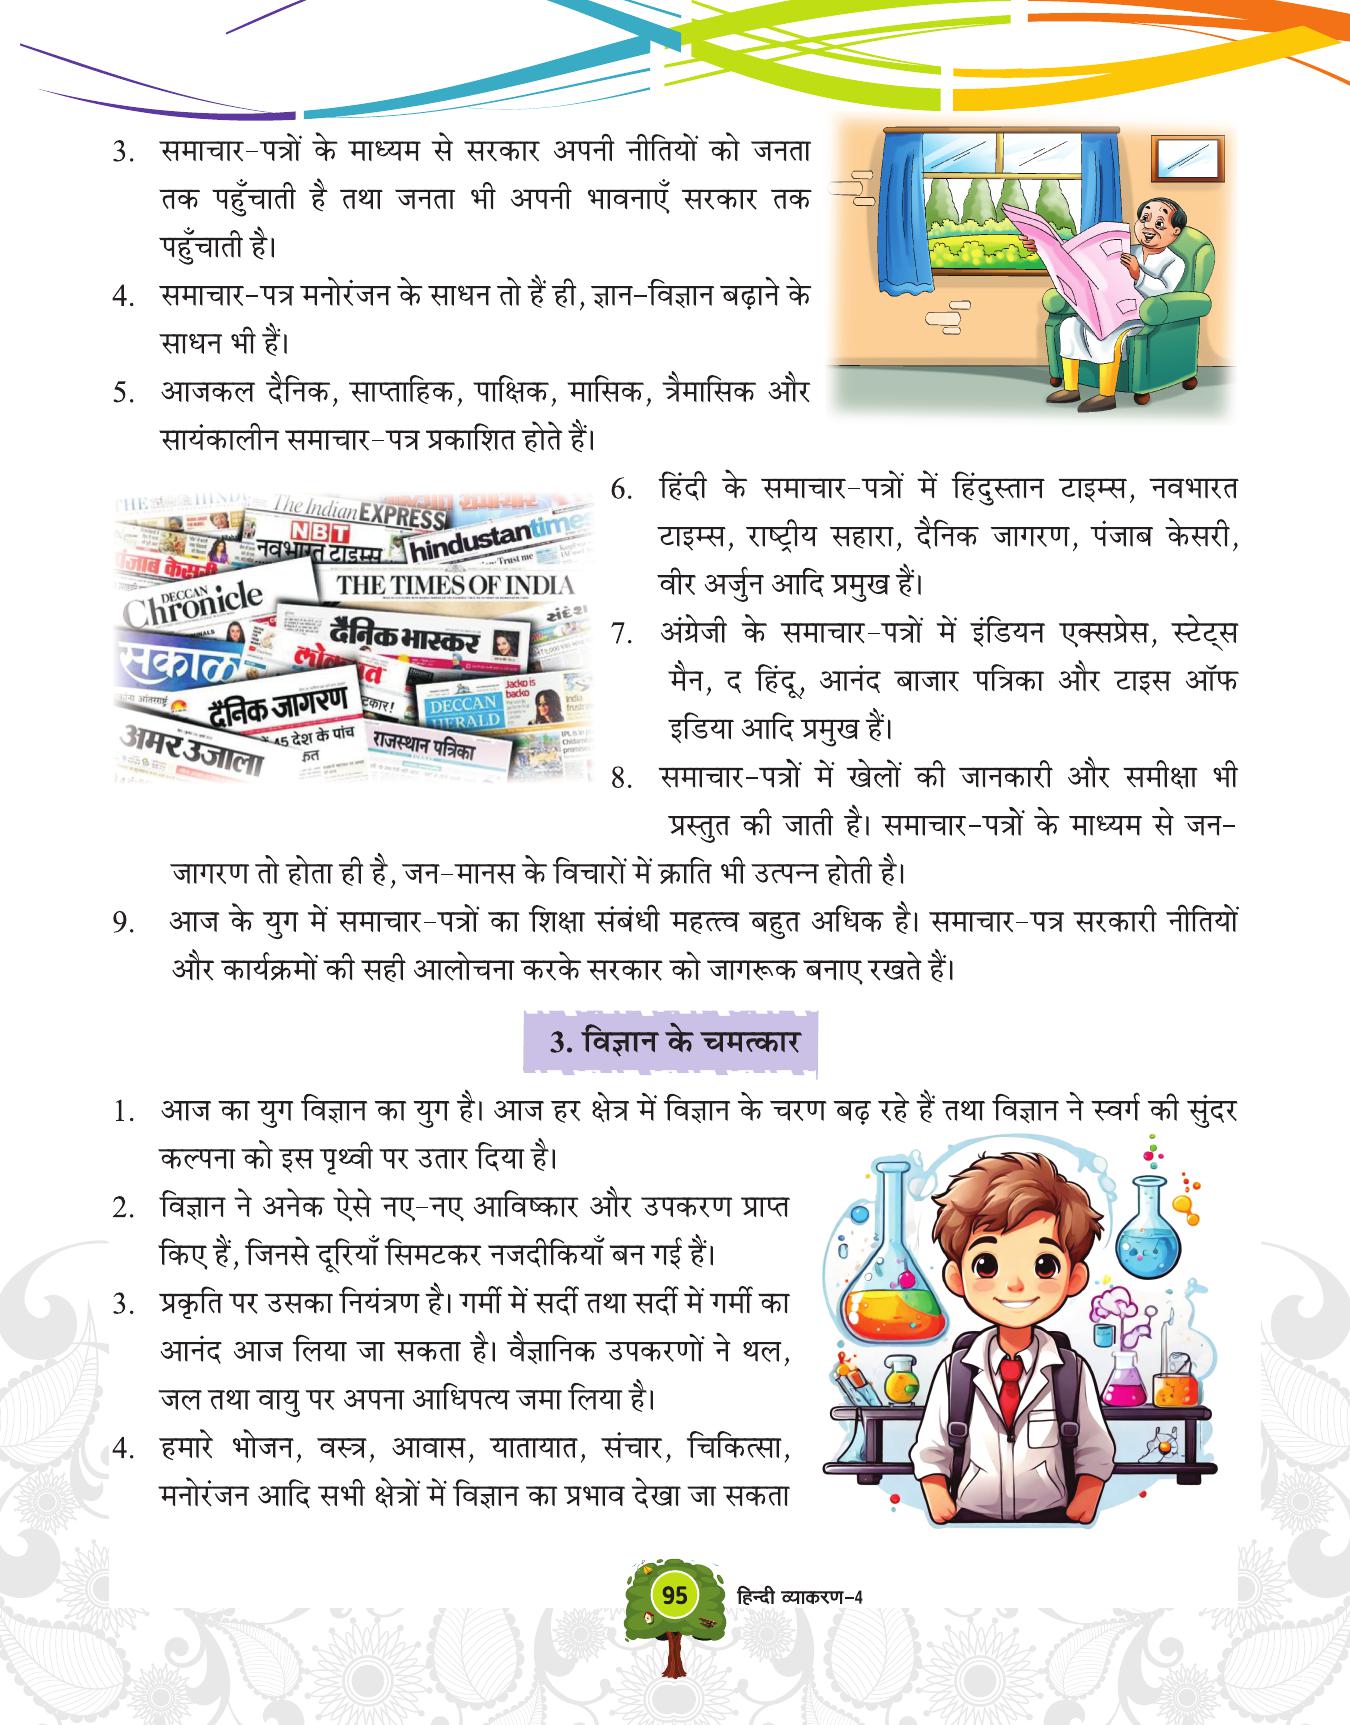 3. समाचार-पत्रों के माध्यम से सरकार अपनी नीतियों को जनता
तक पहुँचाती है तथा जनता भी अपनी भावनाएँ सरकार तक
पहुँचाती है।
4. समाचार-पत्र मनोरंजन के साधन तो हैं ही, ज्ञान-विज्ञान बढ़ाने के
साधन भी हैं।
5. आजकल दैनिक, साप्ताहिक, पाक्षिक, मासिक, त्रैमासिक और
सायंकालीन समाचार-पत्र प्रकाशित होते हैं।
The Indian EXPRESS
NBT
नवभारत टाइम्स
hindustantimes
पंजाब केसरी
DECCAN
Chronicle
THE TIMES OF INDIA
दैनिक भास्कर
सकाळ
दैनिक जागरण
DECCAN
HERALD
Jacko is
backo
देश के पांच
राजस्थान पत्रिका
अमर उजाला
6. हिंदी के समाचार-पत्रों में हिंदुस्तान टाइम्स, नवभारत
टाइम्स, राष्ट्रीय सहारा, दैनिक जागरण, पंजाब केसरी,
वीर अर्जुन आदि प्रमुख हैं।
7. अंग्रेजी के समाचार-पत्रों में इंडियन एक्सप्रेस, स्टेट्स
मैन, द हिंदू, आनंद बाजार पत्रिका और टाइस ऑफ
इडिया आदि प्रमुख हैं।
8. समाचार-पत्रों में खेलों की जानकारी और समीक्षा भी
प्रस्तुत की जाती है। समाचार-पत्रों के माध्यम से जन-
जागरण तो होता ही है, जन-मानस के विचारों में क्राति भी उत्पन्न होती है।
9. आज के युग में समाचार-पत्रों का शिक्षा संबंधी महत्त्व बहुत अधिक है। समाचार-पत्र सरकारी नीतियों
और कार्यक्रमों की सही आलोचना करके सरकार को जागरूक बनाए रखते हैं।
3. विज्ञान के चमत्कार
1. आज का युग विज्ञान का युग है। आज हर क्षेत्र में विज्ञान के चरण बढ़ रहे हैं तथा विज्ञान ने स्वर्ग की सुंदर
कल्पना को इस पृथ्वी पर उतार दिया है।
2. विज्ञान ने अनेक ऐसे नए-नए आविष्कार और उपकरण प्राप्त
किए हैं, जिनसे दूरियाँ सिमटकर नजदीकियाँ बन गई हैं।
3. प्रकृति पर उसका नियंत्रण है। गर्मी में सर्दी तथा सर्दी में गर्मी का
आनंद आज लिया जा सकता है। वैज्ञानिक उपकरणों ने थल,
जल तथा वायु पर अपना आधिपत्य जमा लिया है।
4. हमारे भोजन, वस्त्र, आवास, यातायात, संचार, चिकित्सा,
मनोरंजन आदि सभी क्षेत्रों में विज्ञान का प्रभाव देखा जा सकता
95 हिन्दी व्याकरण-4